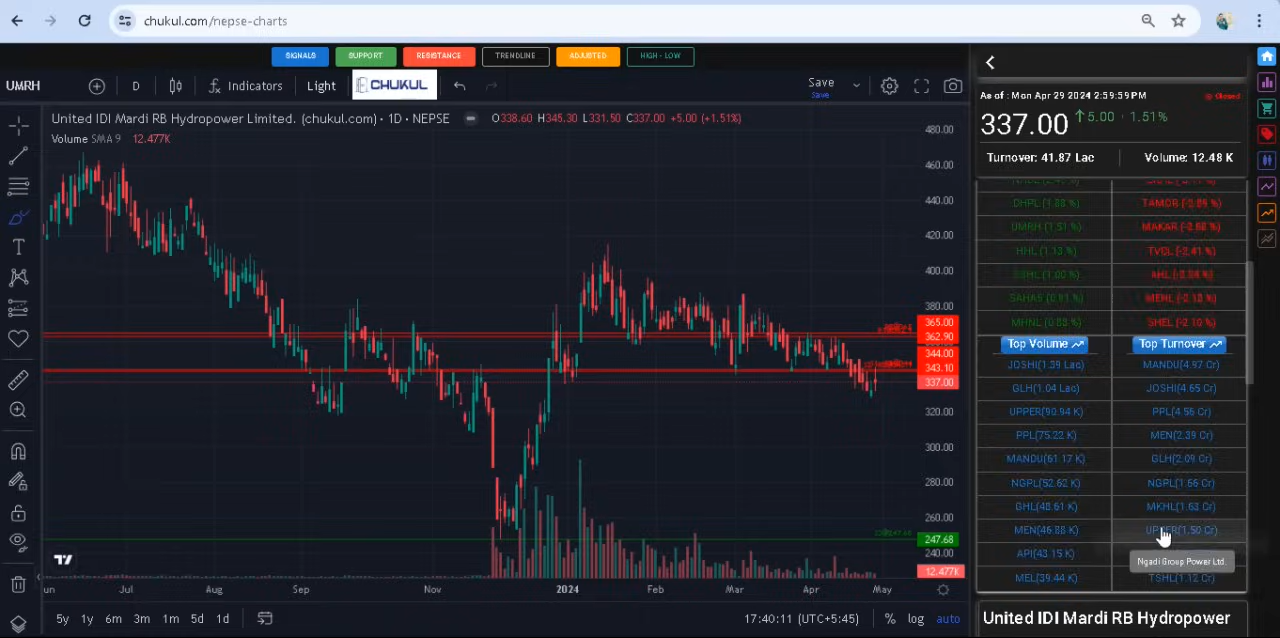 chukul.com/nepse-charts
SIGNALS SUPPORT RESISTANCE TRENDLINE ADJUSTED HIGH - LOW
UMRH D Indicators Light CHUKUL Save
Save
United IDI Mardi RB Hydropower Limited. (chukul.com) · 1D · NEPSE O338.60 H345.30 L331.50 C337.00 +5.00 (+1.51%)
Volume SMA 9 12.477K
480.00
460.00
440.00
420.00
400.00
380.00
365.00
362.90
344.00
343.10
337.00
320.00
300.00
280.00
260.00
247.68
240.00
12.477K
Jul Aug Sep Nov 2024 Feb Mar Apr May
5y 1y 6m 3m 1m 5d 1d 17:40:11 (UTC+5:45) % log auto
As of : Mon Apr 29 2024 2:59:59 PM Closed
337.00 5.00 1.51%
Turnover: 41.87 Lac Volume: 12.48 K
DHPL (1.88 %)
UMRH (1.51 %) MAKAR
HHL (1.13 %) TVCL (-2.41 %)
AHL
SAHAS (0.91 %) MEHL
MHNL (0.88 %) SHEL (-2.10 %)
Top Volume Top Turnover
JOSHI(1.39 Lac) MANDU(4.97 Cr)
GLH(1.04 Lac) JOSHI(4.65 Cr)
UPPER(90.94 K) PPL(4.56 Cr)
PPL(75.22 K) MEN(2.39 Cr)
MANDU(61.17 K) GLH(2.09 Cr)
NGPL(52.62 K) NGPL(1.66 Cr)
GHL(48.61 K) MKHL(1.63 Cr)
MEN(46.88 K) UPPER(1.50 Cr)
API(43.15 K)
Ngadi Group Power Ltd.
MEL(39.44 K) TSHL(1.12 Cr)
United IDI Mardi RB Hydropower